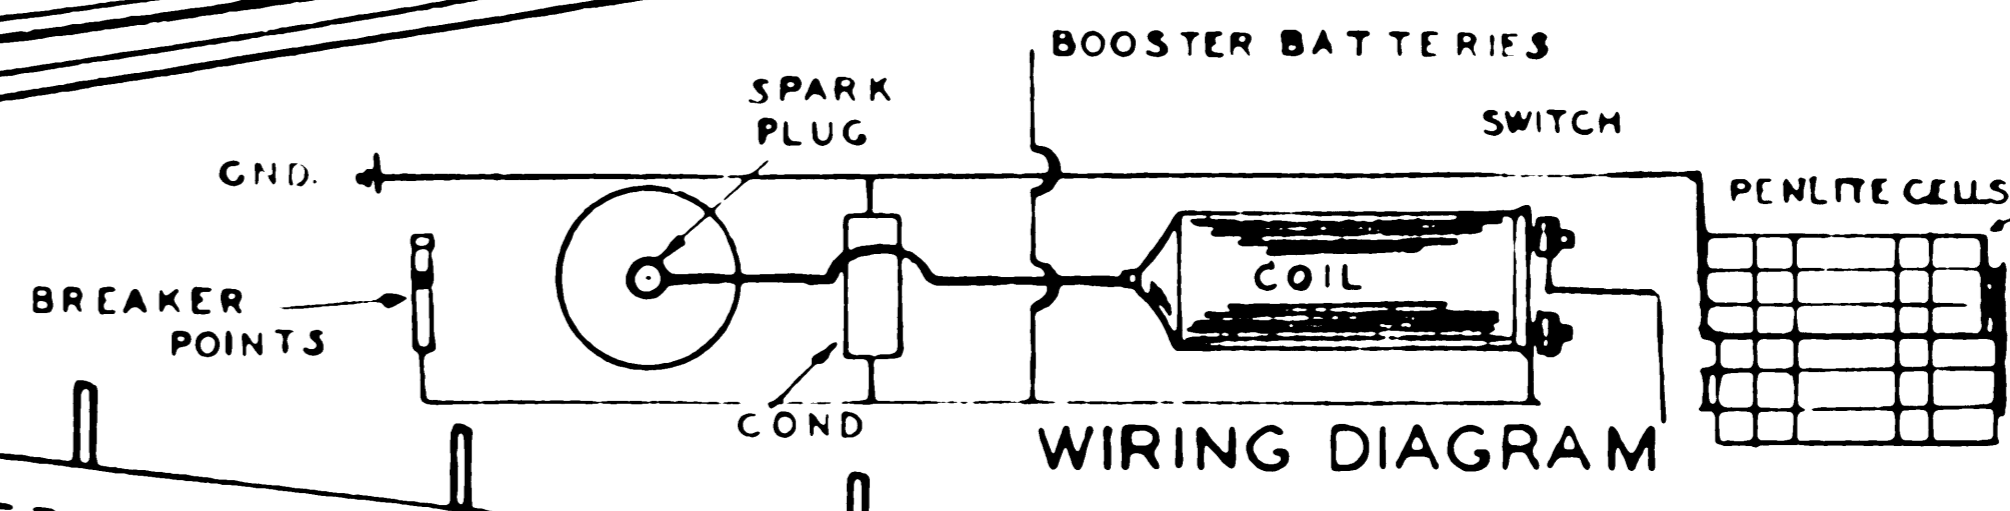 BOOSTER BATTERIES
SPARK
PLUG
SWITCH
GND.
PENLITE CELLS
COIL
BREAKER
POINTS
COND
WIRING DIAGRAM